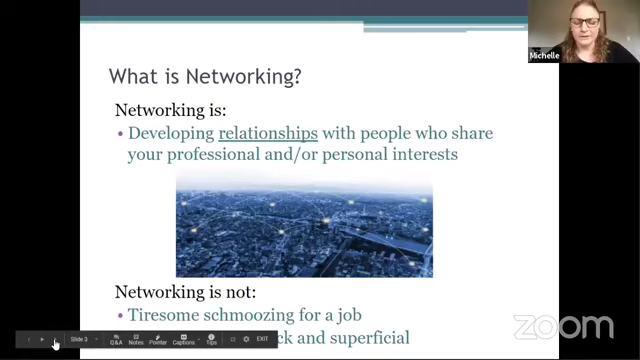 What is Networking?
Networking is:
• Developing relationships with people who share
your professional and/or personal interests
Networking is not:
• Tiresome schmoozing for a job
and superficial
Slide 3
Q&A
Notes
Pointer
Captions
Tips
EXIT
Michelle
zoom